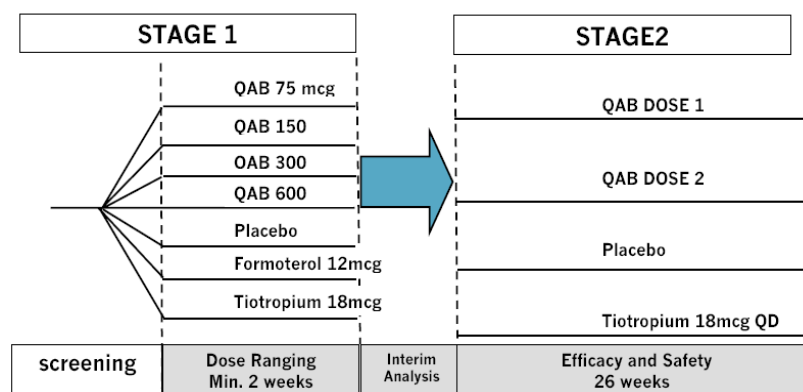 STAGE 1
STAGE2
QAB 75 mcg
QAB 150
OAB 300
QAB 600
Placebo
Formoterol 12mcg
Tiotropium 18mcg
QAB DOSE 1
QAB DOSE 2
Placebo
Tiotropium 18mcg QD
screening
Dose Ranging
Min. 2 weeks
Interim
Analysis
Efficacy and Safety
26 weeks